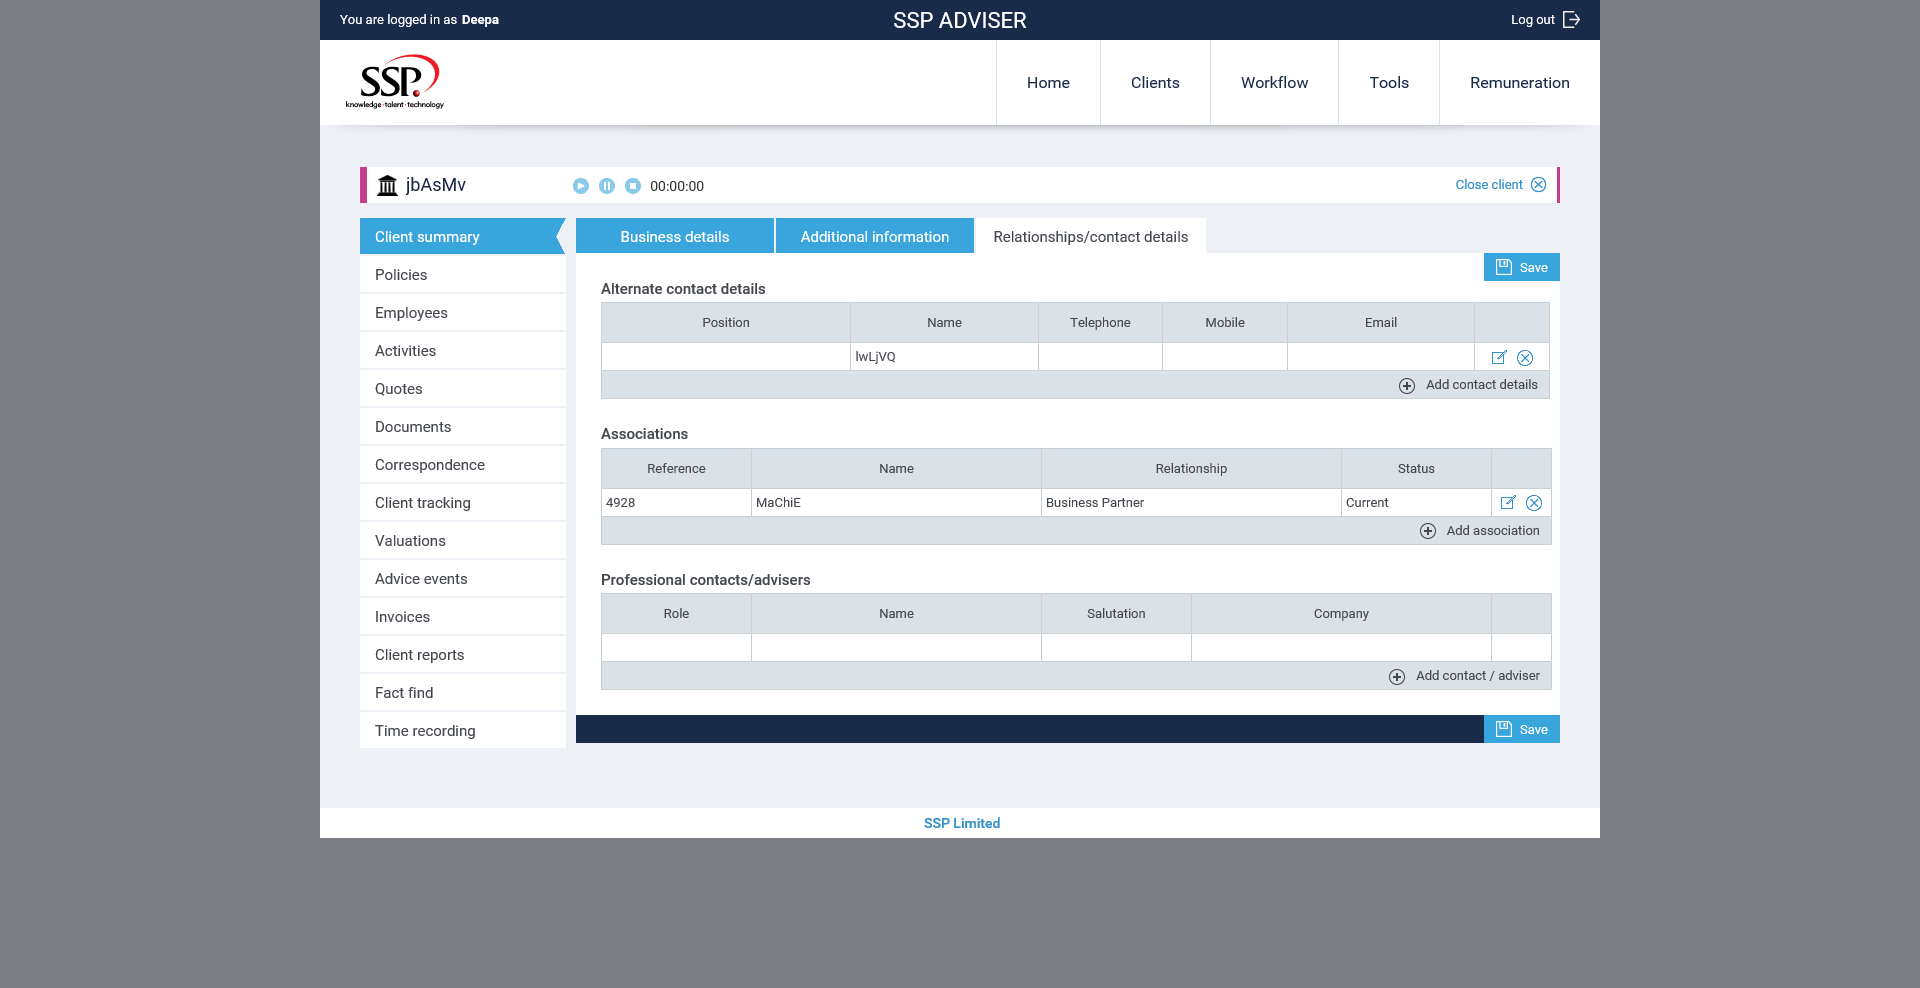 You are logged in as Deepa
SSP ADVISER
Log out
SSP.
knowledge·talent·technology
Home
Clients
Workflow
Tools
Remuneration
jbAsMv
00:00:00
Close client
Client summary
Policies
Employees
Activities
Quotes
Documents
Correspondence
Client tracking
Valuations
Advice events
Invoices
Client reports
Fact find
Time recording
Business details
Additional information
Relationships/contact details
Save
Alternate contact details
Position Name Telephone Mobile Email
lwLjVQ
Add contact details
Associations
Reference Name Relationship Status
4928 MaChiE Business Partner Current
Add association
Professional contacts/advisers
Role Name Salutation Company
Add contact / adviser
Save
SSP Limited